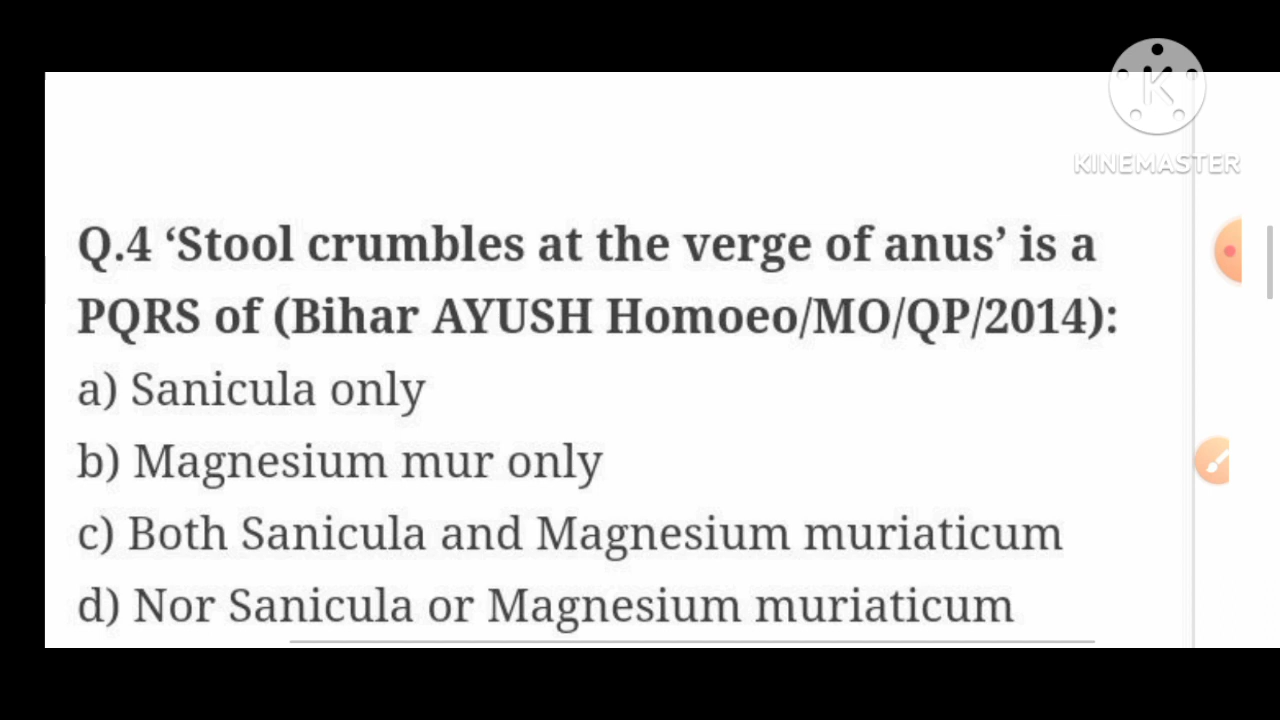 KINEMASTER
Q.4 ‘Stool crumbles at the verge of anus’ is a
PQRS of (Bihar AYUSH Homoeo/MO/QP/2014):
a) Sanicula only
b) Magnesium mur only
c) Both Sanicula and Magnesium muriaticum
d) Nor Sanicula or Magnesium muriaticum